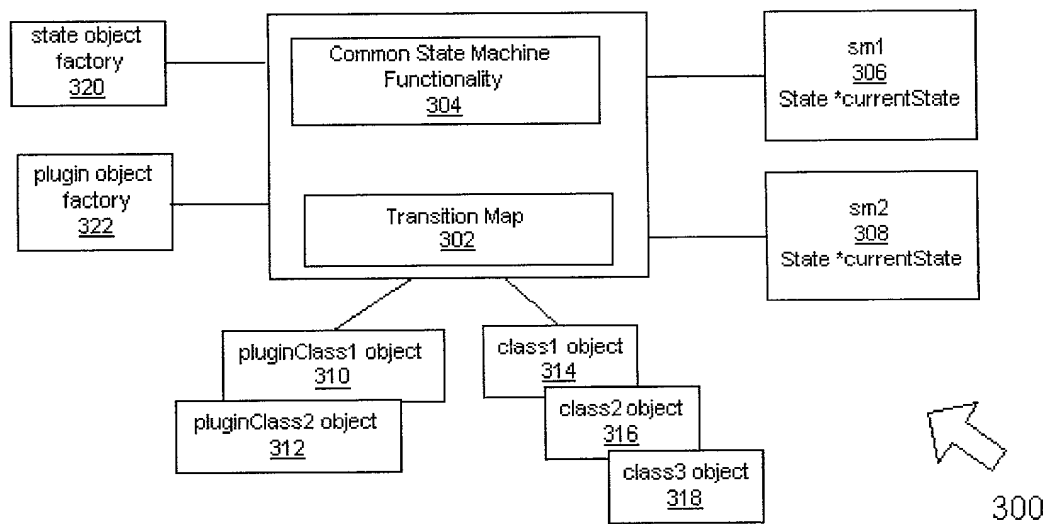 state object
factory
320
plugin object
factory
322
Common State Machine
Functionality
304
Transition Map
302
sm1
306
State *currentState
sm2
308
State *currentState
pluginClass1 object
310
pluginClass2 object
312
class1 object
314
class2 object
316
class3 object
318
300